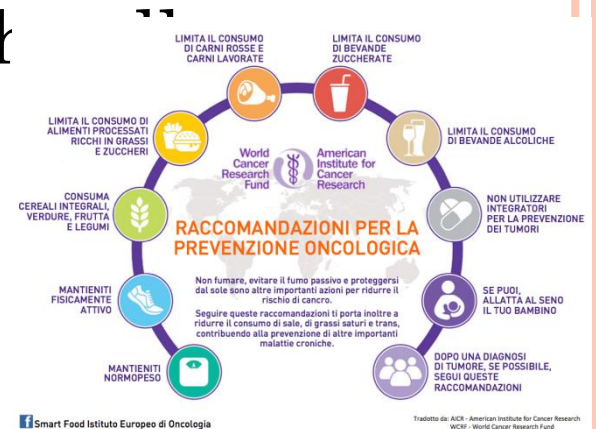 LIMITA IL CONSUMO
DI CARNI ROSSE E
CARNI LAVORATE
LIMITA IL CONSUMO
DI BEVANDE
ZUCCHERATE
LIMITA IL CONSUMO DI
ALIMENTI PROCESSATI
RICCHI IN GRASSI
E ZUCCHERI
LIMITA IL CONSUMO
DI BEVANDE ALCOLICHE
World
Cancer
Research
Fund
American
Institute for
Cancer
Research
CONSUMA
CEREALI INTEGRALI,
VERDURE, FRUTTA
E LEGUMI
NON UTILIZZARE
INTEGRATORI
PER LA PREVENZIONE
DEI TUMORI
RACCOMANDAZIONI PER LA
PREVENZIONE ONCOLOGICA
Non fumare, evitare il fumo passivo e proteggersi
dal sole sono altre importanti azioni per ridurre il
rischio di cancro.
Seguire queste raccomandazioni ti porta inoltre a
ridurre il consumo di sale, di grassi saturi e trans,
contribuendo alla prevenzione di altre importanti
malattie croniche.
MANTIENITI
FISICAMENTE
ATTIVO
SE PUOI,
ALLATTA AL SENO
IL TUO BAMBINO
MANTIENITI
NORMOPESO
DOPO UNA DIAGNOSI
DI TUMORE, SE POSSIBILE,
SEGUI QUESTE
RACCOMANDAZIONI
Smart Food Istituto Europeo di Oncologia
Tradotto da: AICR - American Institute for Cancer Research
WCRF - World Cancer Research Fund